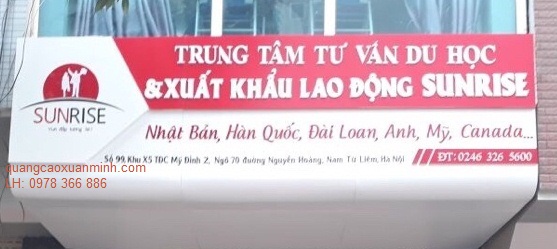 TRUNG TÂM TƯ VẤN DU HỌC
&XUẤT KHẨU LAO ĐỘNG SUNRISE
SUNRISE
Nhật Bản, Hàn Quốc, Đài Loan, Anh, Mỹ, Canada...
Số 99, Khu X5 TĐC Mỹ Đình 2, Ngõ 70 đường Nguyễn Hoàng, Nam Từ Liêm, Hà Nội
ĐT: 0246 326 5600
quangcaoxuanminh.com
LH: 0978 366 886